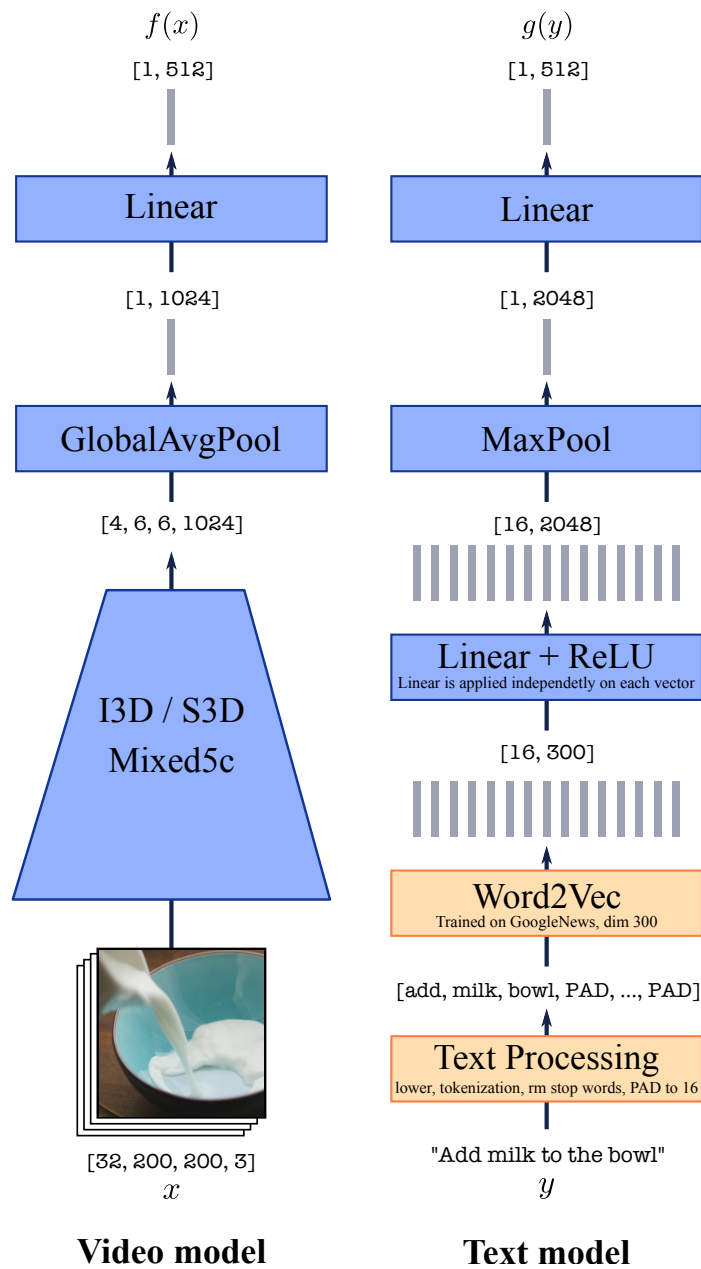 f(x)
[1, 512]
Linear
[1, 1024]
GlobalAvgPool
[4, 6, 6, 1024]
I3D / S3D
Mixed5c
[32, 200, 200, 3]
x
Video model
g(y)
[1, 512]
Linear
[1, 2048]
MaxPool
[16, 2048]
Linear + ReLU
Linear is applied independetly on each vector
[16, 300]
Word2Vec
Trained on GoogleNews, dim 300
[add, milk, bowl, PAD, ..., PAD]
Text Processing
lower, tokenization, rm stop words, PAD to 16
"Add milk to the bowl"
y
Text model